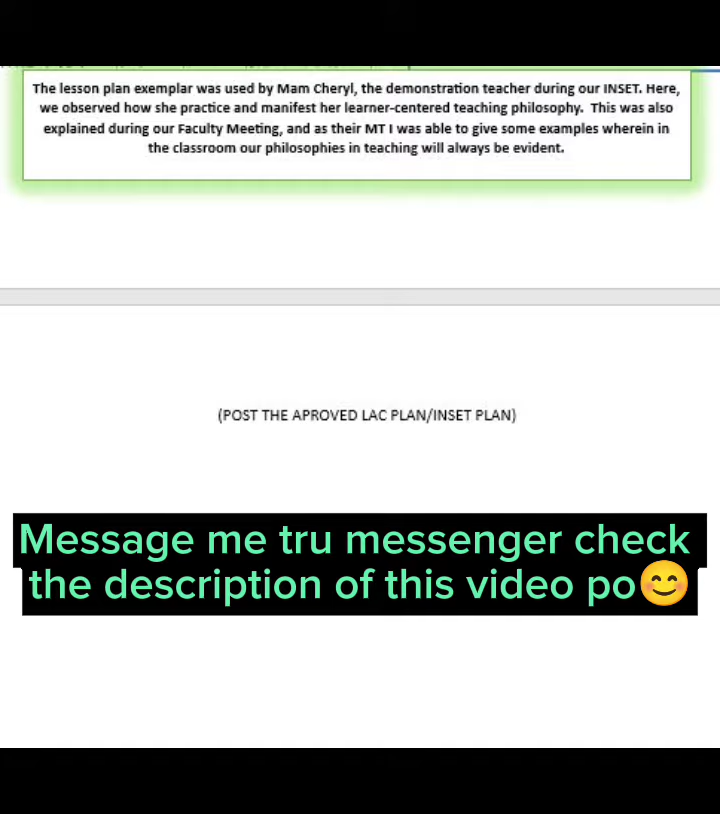 The lesson plan exemplar was used by Mam Cheryl, the demonstration teacher during our INSET. Here,
we observed how she practice and manifest her learner-centered teaching philosophy. This was also
explained during our Faculty Meeting, and as their MT I was able to give some examples wherein in
the classroom our philosophies in teaching will always be evident.
(POST THE APROVED LAC PLAN/INSET PLAN)
Message me tru messenger check
the description of this video po😊